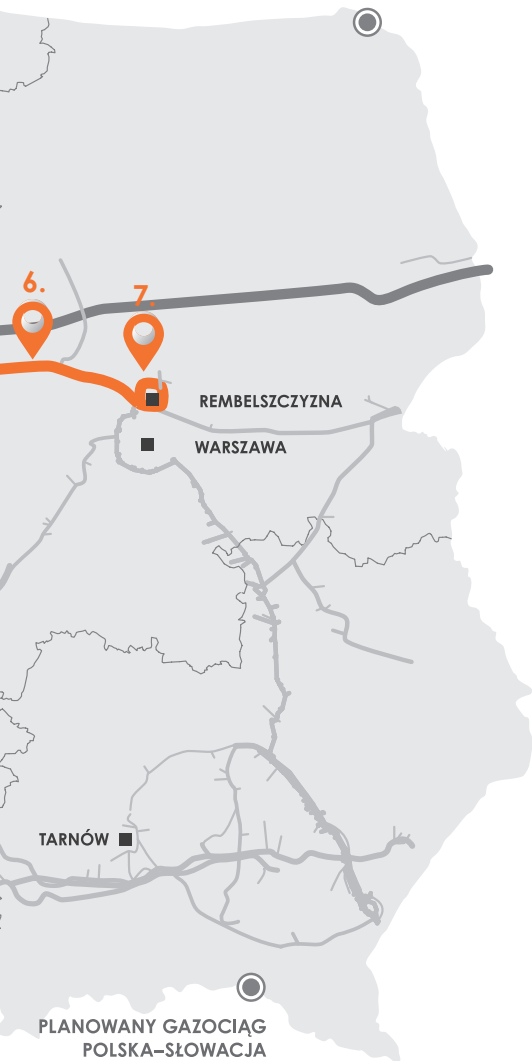 6.
7.
REMBELSZCZYZNA
WARSZAWA
TARNÓW
PLANOWANY GAZOCIĄG
POLSKA–SŁOWACJA